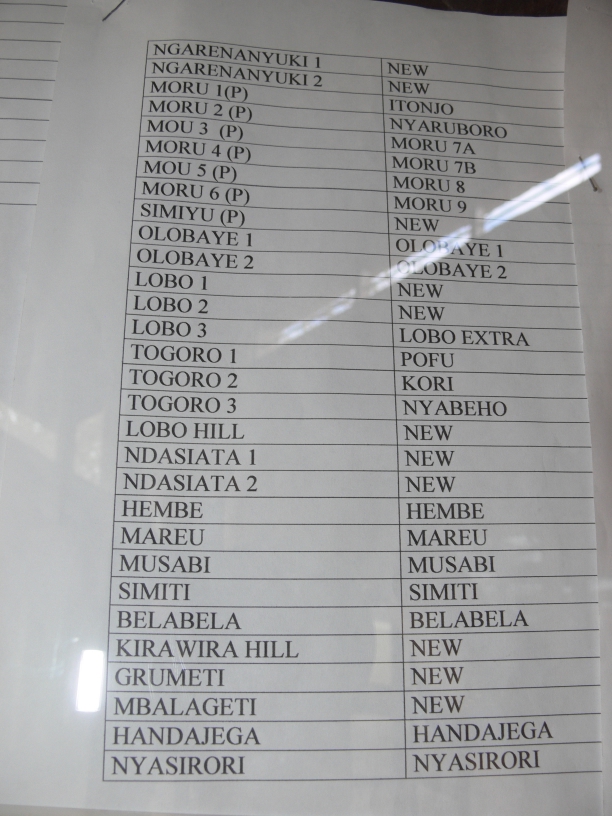 NGARENANYUKI 1 NEW
NGARENANYUKI 2 NEW
MORU 1(P) ITONJO
MORU 2 (P) NYARUBORO
MOU 3 (P) MORU 7A
MORU 4 (P) MORU 7B
MOU 5 (P) MORU 8
MORU 6 (P) MORU 9
SIMIYU (P) NEW
OLOBAYE 1 OLOBAYE 1
OLOBAYE 2 OLOBAYE 2
LOBO 1 NEW
LOBO 2 NEW
LOBO 3 LOBO EXTRA
TOGORO 1 POFU
TOGORO 2 KORI
TOGORO 3 NYABEHO
LOBO HILL NEW
NDASIATA 1 NEW
NDASIATA 2 NEW
HEMBE HEMBE
MAREU MAREU
MUSABI MUSABI
SIMITI SIMITI
BELABELA BELABELA
KIRAWIRA HILL NEW
GRUMETI NEW
MBALAGETI NEW
HANDAJEGA HANDAJEGA
NYASIRORI NYASIRORI